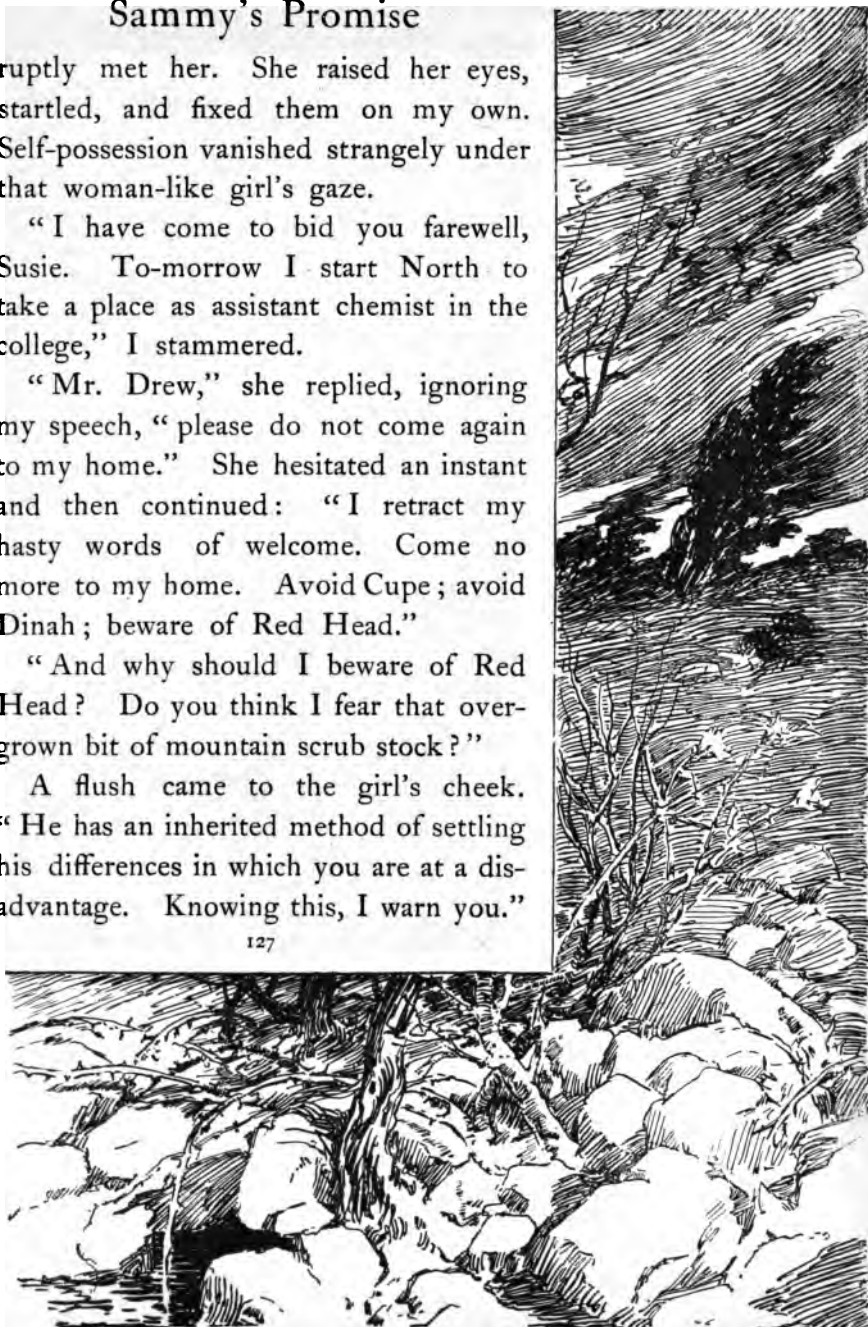 Sammy's Promise
ruptly met her. She raised her eyes,
startled, and fixed them on my own.
Self-possession vanished strangely under
that woman-like girl's gaze.
“I have come to bid you farewell,
Susie. To-morrow I start North to
take a place as assistant chemist in the
college,” I stammered.
“Mr. Drew,” she replied, ignoring
my speech, “please do not come again
to my home.” She hesitated an instant
and then continued: “I retract my
hasty words of welcome. Come no
more to my home. Avoid Cupe; avoid
Dinah; beware of Red Head.”
“And why should I beware of Red
Head? Do you think I fear that over-
grown bit of mountain scrub stock?”
A flush came to the girl's cheek.
“He has an inherited method of settling
his differences in which you are at a dis-
advantage. Knowing this, I warn you.”
127